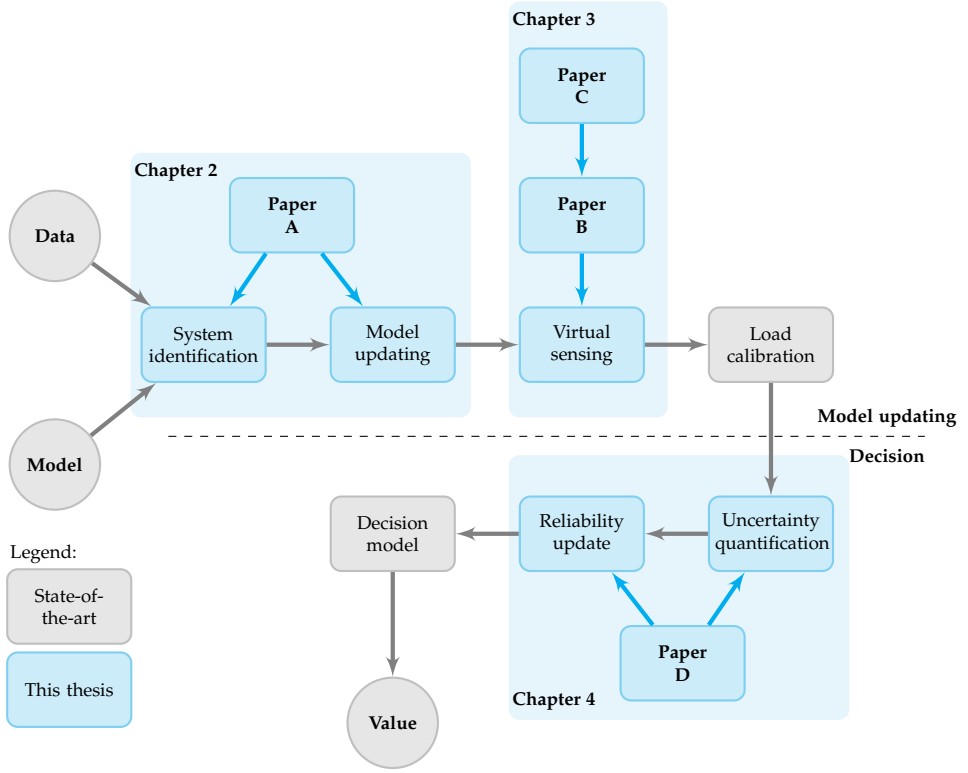 Chapter 3
Paper
C
Chapter 2
Paper
A
Paper
B
Data
System
identification
Model
updating
Virtual
sensing
Load
calibration
Model
Model updating
Decision
Decision
model
Reliability
update
Uncertainty
quantification
Legend:
State-of-
the-art
This thesis
Paper
D
Chapter 4
Value